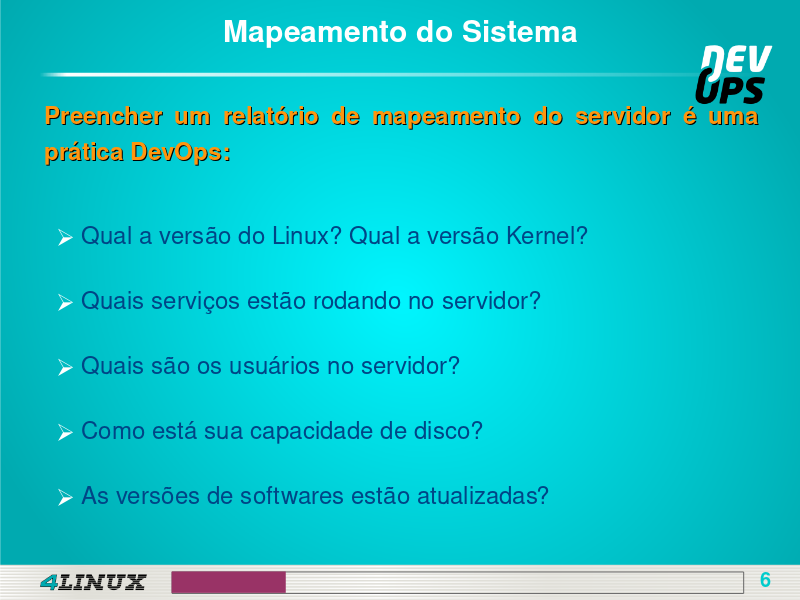 Mapeamento do Sistema
DEV
OPS
Preencher um relatório de mapeamento do servidor é uma
prática DevOps:
Qual a versão do Linux? Qual a versão Kernel?
Quais serviços estão rodando no servidor?
Quais são os usuários no servidor?
Como está sua capacidade de disco?
As versões de softwares estão atualizadas?
4LINUX
6